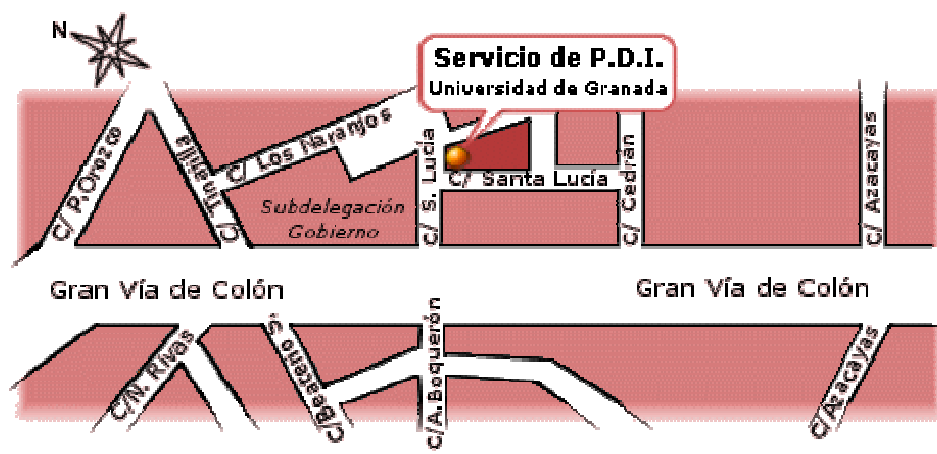 N
Servicio de P.D.I.
Universidad de Granada
C/ P.Orozco
C/ Tinajilla
C/ Los Naranjos
C/ S. Lucía
C/ Santa Lucía
C/ Cedrán
C/ Azacayas
Subdelegación
Gobierno
Gran Vía de Colón
Gran Vía de Colón
C/N. Rivas
C/Beateno S.
C/A.Boquerón
C/Azacayas